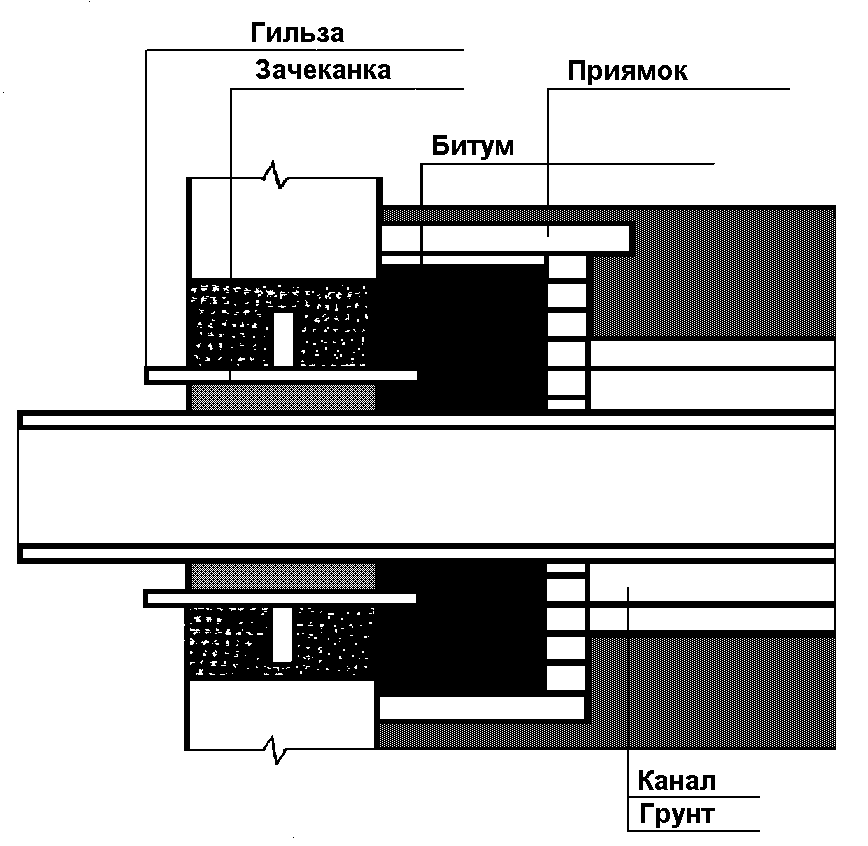 Гильза
Зачеканка
Приямок
Битум
Канал
Грунт